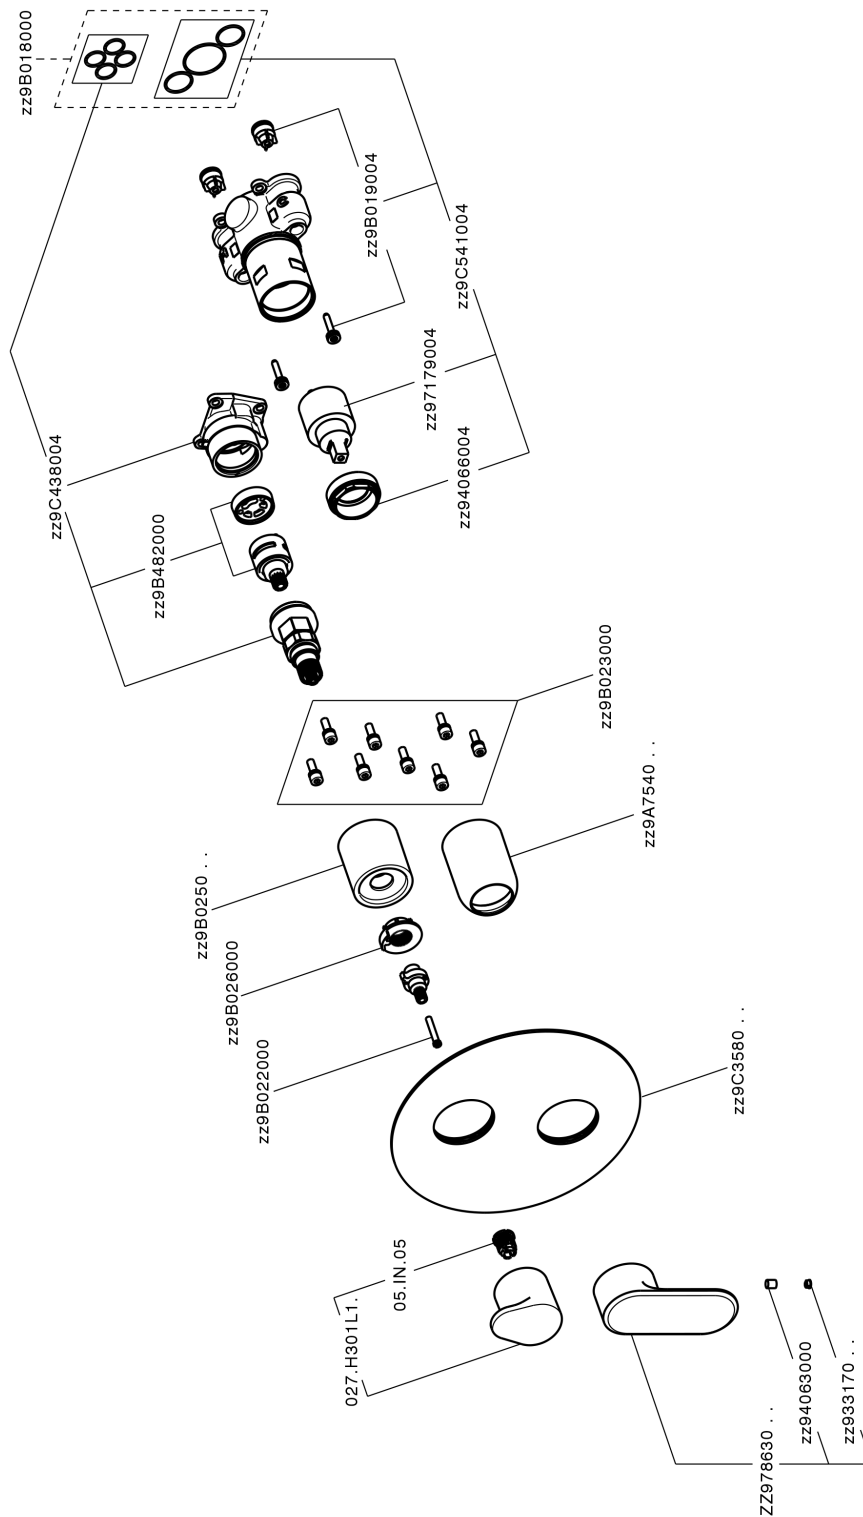 zz9B018000
zz9B019004
zz9C541004
zz97179004
zz94066004
zz9C438004
zz9B482000
zz9B023000
zz9A7540 . .
zz9B0250 . .
zz9B026000
zz9B022000
zz9C3580 . .
05.IN.05
027.H301L1.
zz94063000
zz933170 . .
ZZ978630 . .